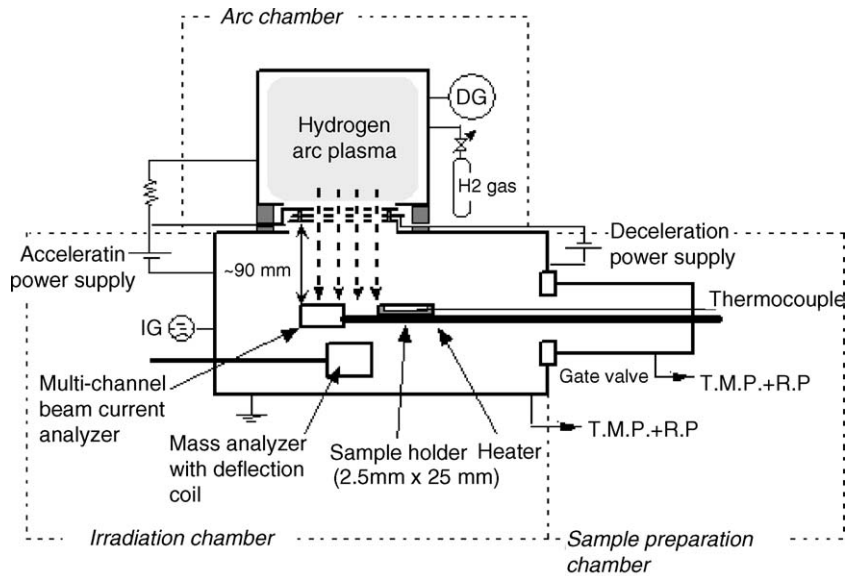 Arc chamber
Hydrogen
arc plasma
DG
H2 gas
Acceleratin
power supply
Deceleration
power supply
~90 mm
Thermocouple
IG
Gate valve
T.M.P.+R.P
Multi-channel
beam current
analyzer
Mass analyzer
with deflection
coil
Sample holder
(2.5mm x 25 mm)
Heater
T.M.P.+R.P
Irradiation chamber
Sample preparation
chamber